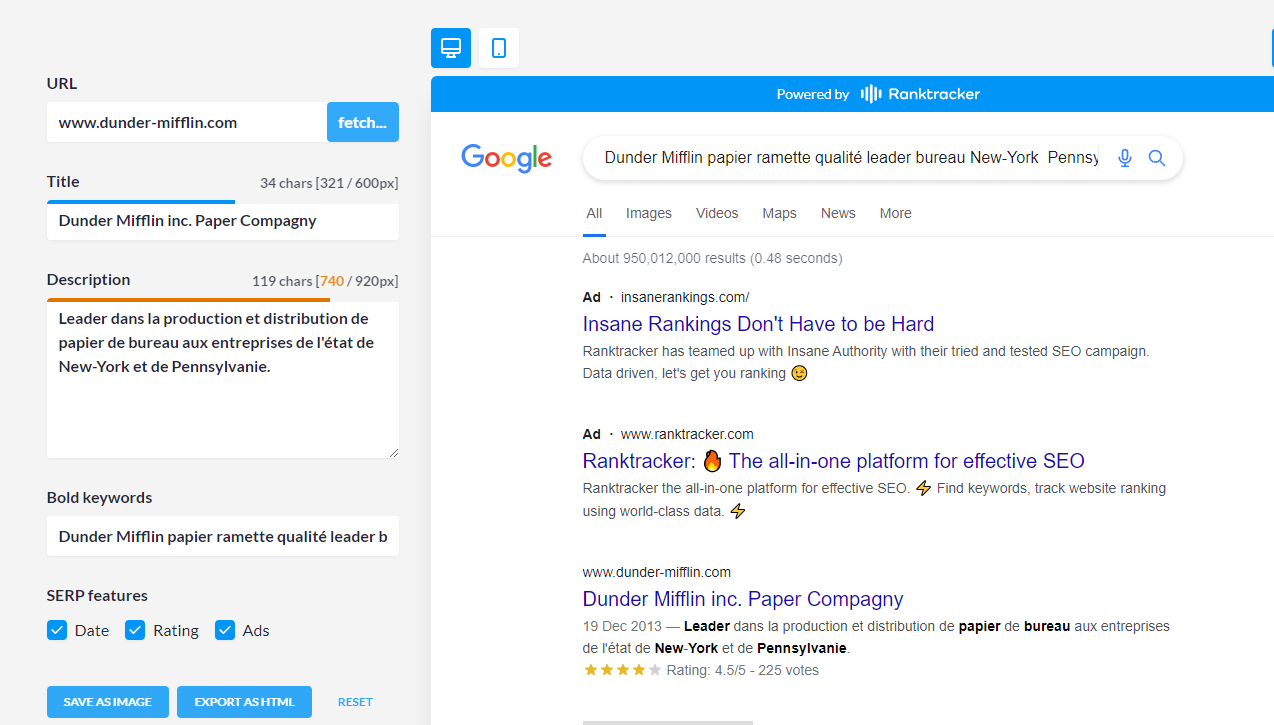 URL
www.dunder-mifflin.com
fetch...
Title
34 chars [321 / 600px]
Dunder Mifflin inc. Paper Compagny
Description
119 chars [740 / 920px]
Leader dans la production et distribution de
papier de bureau aux entreprises de l'état de
New-York et de Pennsylvanie.
Bold keywords
Dunder Mifflin papier ramette qualité leader b
SERP features
Date
Rating
Ads
SAVE AS IMAGE
EXPORT AS HTML
RESET
Powered by Ranktracker
Google
Dunder Mifflin papier ramette qualité leader bureau New-York  Pennsy
All
Images
Videos
Maps
News
More
About 950,012,000 results (0.48 seconds)
Ad · insanerankings.com/
Insane Rankings Don't Have to be Hard
Ranktracker has teamed up with Insane Authority with their tried and tested SEO campaign.
Data driven, let's get you ranking 😉
Ad · www.ranktracker.com
Ranktracker: 🔥 The all-in-one platform for effective SEO
Ranktracker the all-in-one platform for effective SEO. ⚡ Find keywords, track website ranking
using world-class data. ⚡
www.dunder-mifflin.com
Dunder Mifflin inc. Paper Compagny
19 Dec 2013 — Leader dans la production et distribution de papier de bureau aux entreprises
de l'état de New-York et de Pennsylvanie.
Rating: 4.5/5 - 225 votes